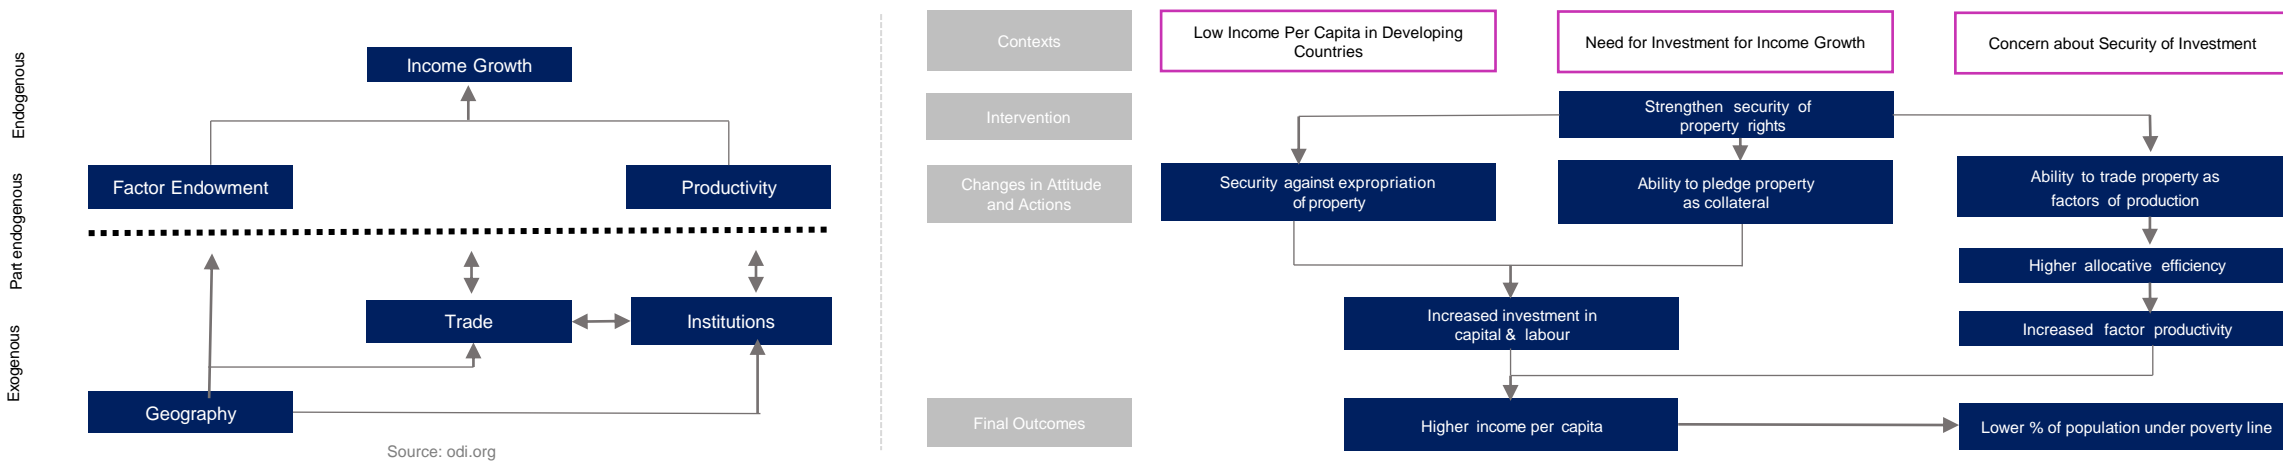 Endogenous
Part endogenous
Exogenous
Income Growth
Factor Endowment
Productivity
Trade
Institutions
Geography
Source: odi.org
Contexts
Low Income Per Capita in Developing
Countries
Need for Investment for Income Growth
Concern about Security of Investment
Intervention
Strengthen security of
property rights
Changes in Attitude
and Actions
Security against expropriation
of property
Ability to pledge property
as collateral
Ability to trade property as
factors of production
Higher allocative efficiency
Increased investment in
capital & labour
Increased factor productivity
Final Outcomes
Higher income per capita
Lower % of population under poverty line